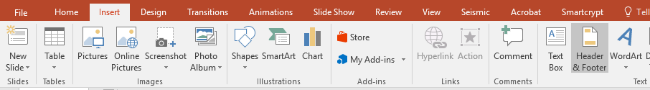 File Home Insert Design Transitions Animations Slide Show Review View Seismic Acrobat Smartcrypt Tell
New Slide Table Pictures Online Pictures Screenshot Photo Album Shapes SmartArt Chart Store My Add-ins Hyperlink Action Comment Text Box Header & Footer WordArt D
Slides Tables Images Illustrations Add-ins Links Comments Text